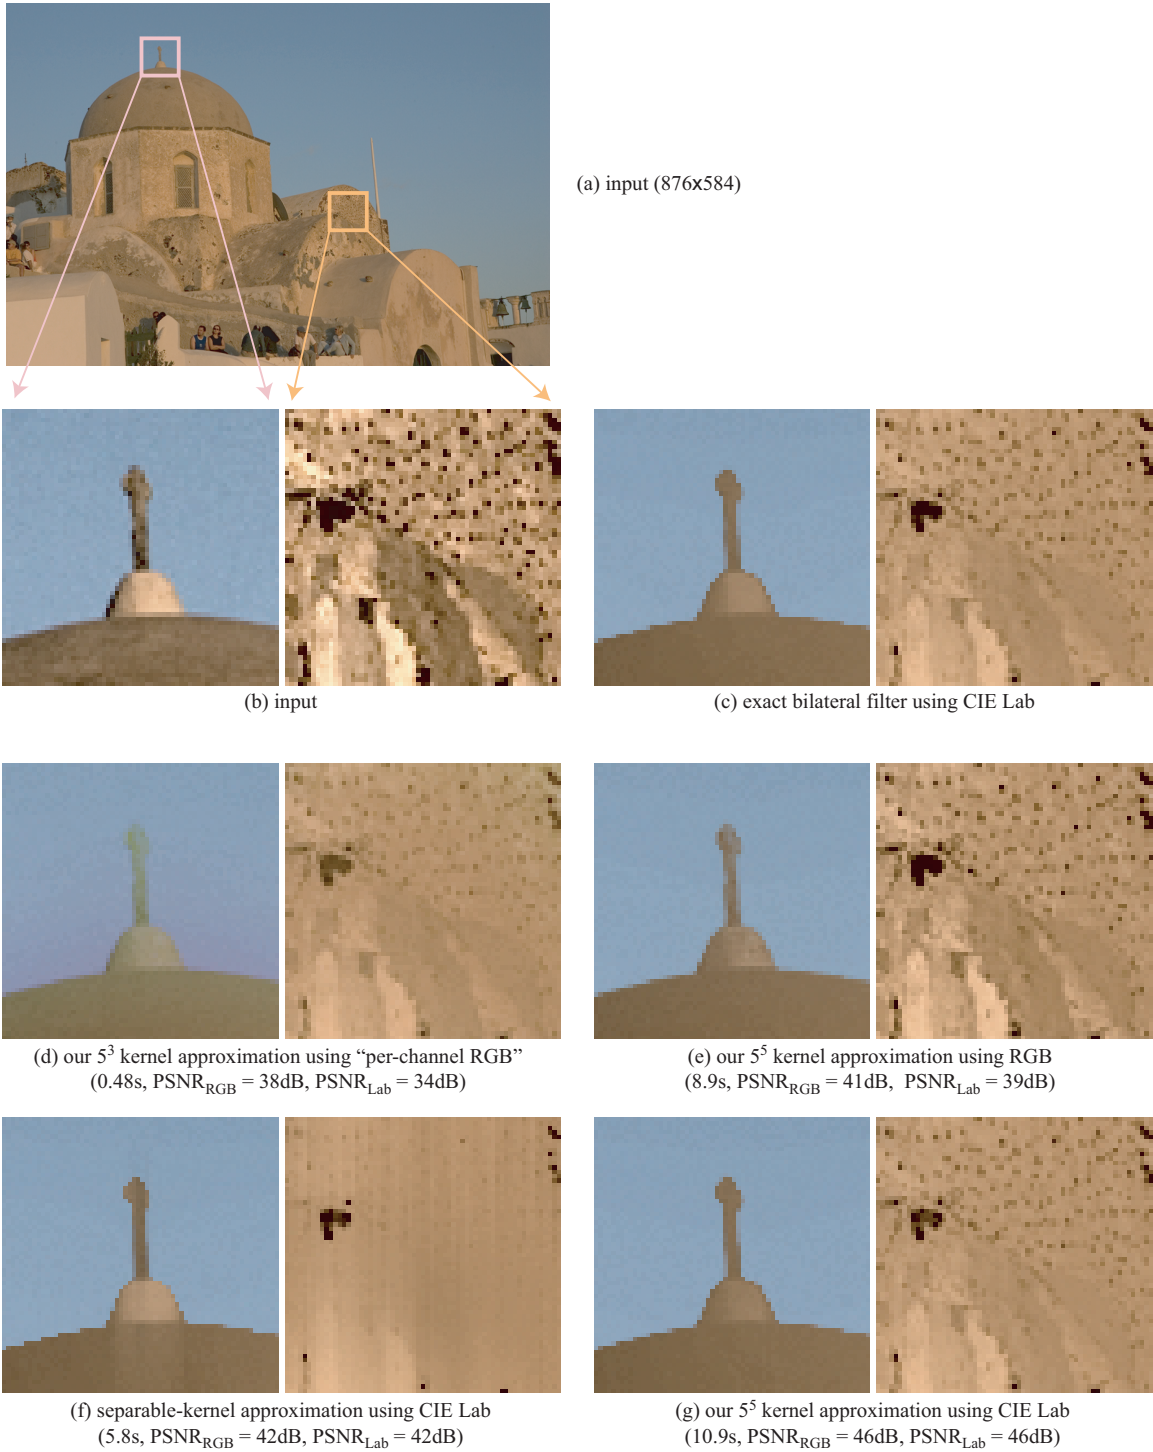 (a) input (876x584)
(b) input
(c) exact bilateral filter using CIE Lab
(d) our 5³ kernel approximation using “per-channel RGB”
(0.48s, PSNR_RGB = 38dB, PSNR_Lab = 34dB)
(e) our 5⁵ kernel approximation using RGB
(8.9s, PSNR_RGB = 41dB, PSNR_Lab = 39dB)
(f) separable-kernel approximation using CIE Lab
(5.8s, PSNR_RGB = 42dB, PSNR_Lab = 42dB)
(g) our 5⁵ kernel approximation using CIE Lab
(10.9s, PSNR_RGB = 46dB, PSNR_Lab = 46dB)